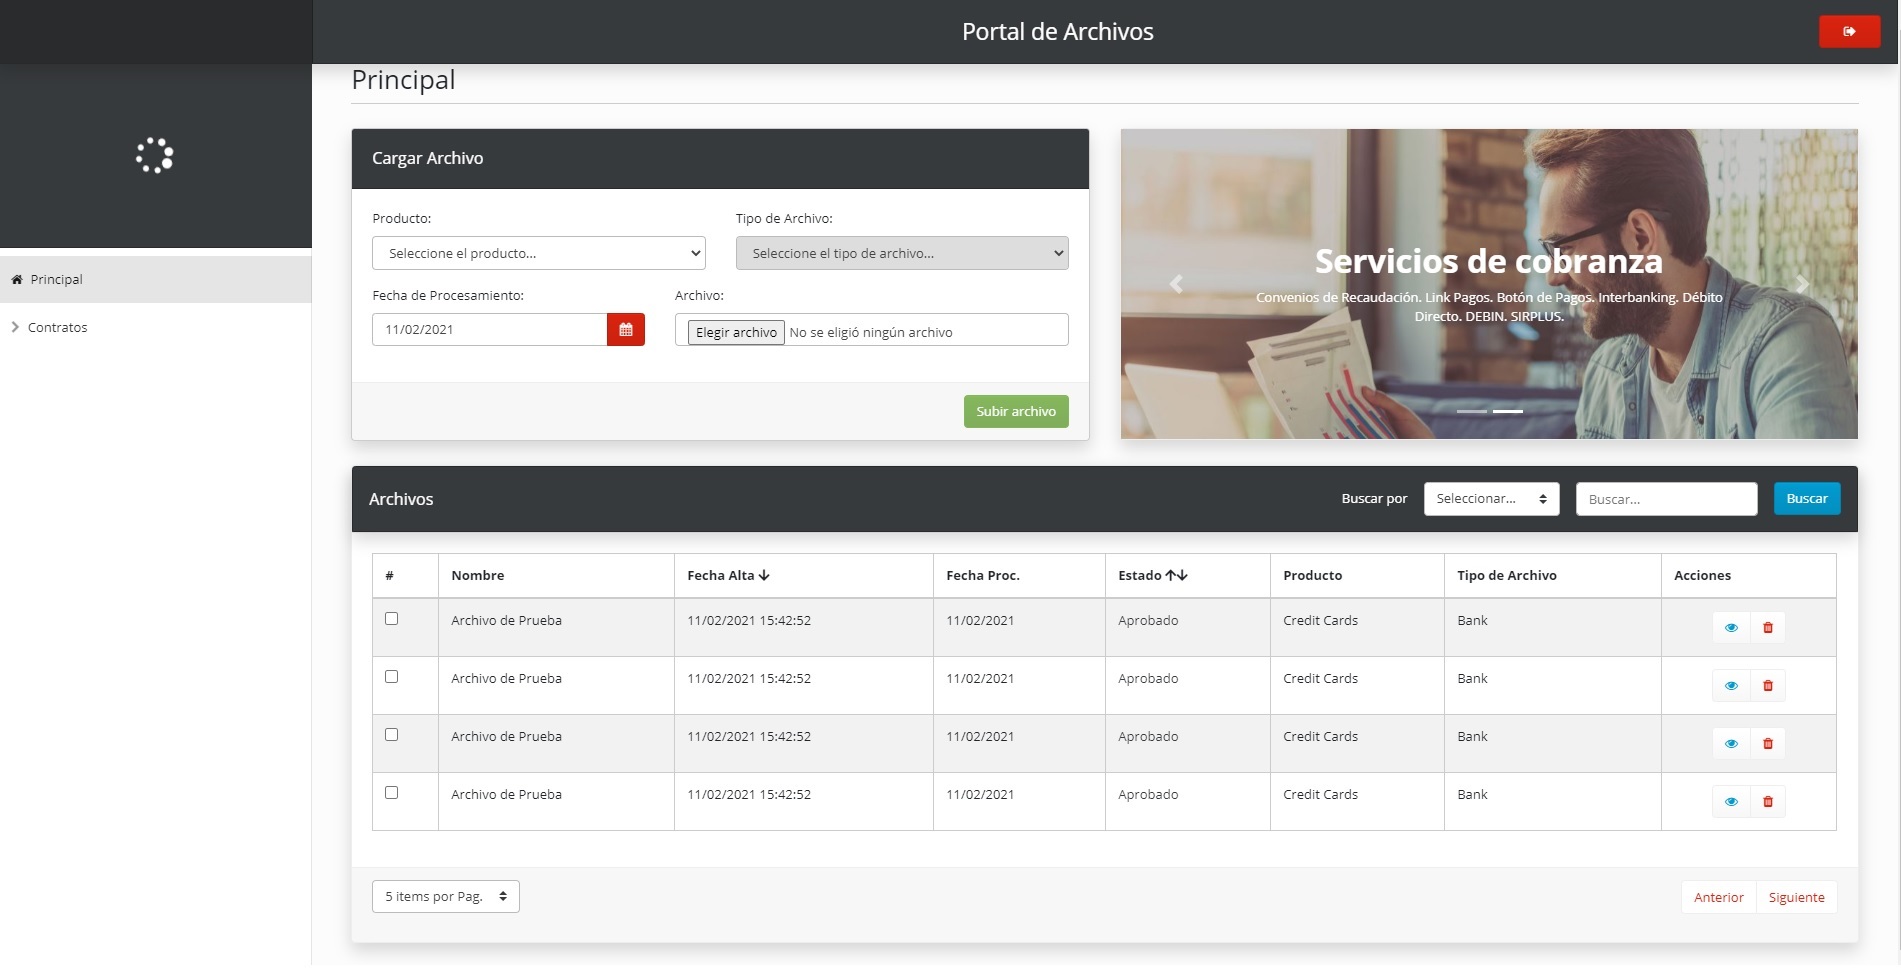 Portal de Archivos
Principal
Principal
Contratos
Cargar Archivo
Producto:
Tipo de Archivo:
Seleccione el producto...
Seleccione el tipo de archivo...
Fecha de Procesamiento:
Archivo:
11/02/2021
Elegir archivo No se eligió ningún archivo
Subir archivo
Servicios de cobranza
Convenios de Recaudación. Link Pagos. Botón de Pagos. Interbanking. Débito
Directo. DEBIN. SIRPLUS.
Archivos
Buscar por
Seleccionar...
Buscar...
Buscar
# Nombre Fecha Alta Fecha Proc. Estado Producto Tipo de Archivo Acciones
Archivo de Prueba 11/02/2021 15:42:52 11/02/2021 Aprobado Credit Cards Bank
Archivo de Prueba 11/02/2021 15:42:52 11/02/2021 Aprobado Credit Cards Bank
Archivo de Prueba 11/02/2021 15:42:52 11/02/2021 Aprobado Credit Cards Bank
Archivo de Prueba 11/02/2021 15:42:52 11/02/2021 Aprobado Credit Cards Bank
5 items por Pag.
Anterior Siguiente